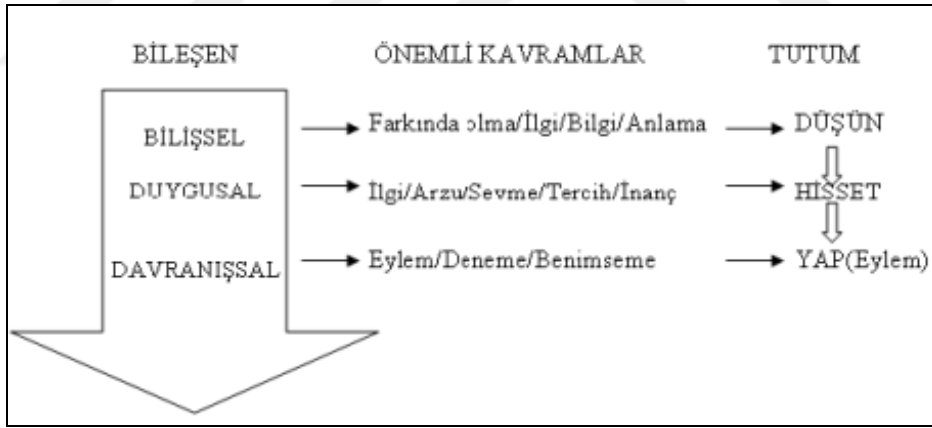 BİLEŞEN ÖNEMLİ KAVRAMLAR TUTUM
BİLİŞSEL Farkında olma/İlgi/Bilgi/Anlama DÜŞÜN
DUYGUSAL İlgi/Arzu/Sevme/Tercih/İnanç HİSSET
DAVRANIŞSAL Eylem/Deneme/Benimseme YAP(Eylem)